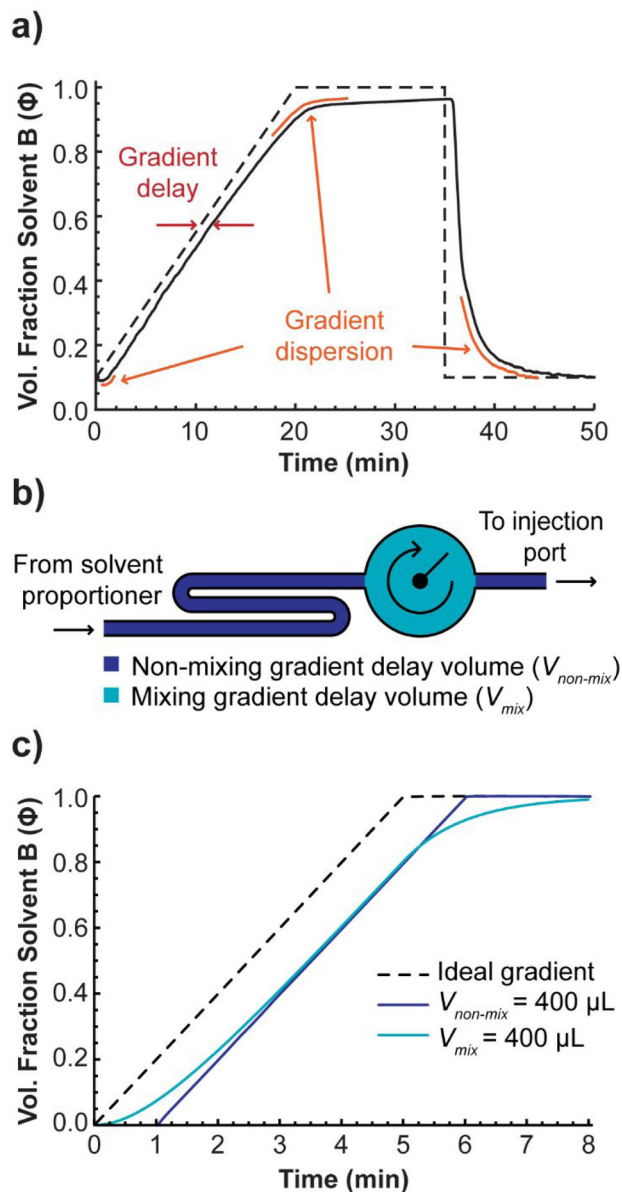 a)
Vol. Fraction Solvent B (Φ)
1.0
0.8
0.6
0.4
0.2
0.0
Gradient
delay
Gradient
dispersion
0
10
20
30
40
50
Time (min)
b)
From solvent
proportioner
To injection
port
Non-mixing gradient delay volume (Vnon-mix)
Mixing gradient delay volume (Vmix)
c)
Vol. Fraction Solvent B (Φ)
1.0
0.8
0.6
0.4
0.2
0.0
Ideal gradient
Vnon-mix = 400 µL
Vmix = 400 µL
0
1
2
3
4
5
6
7
8
Time (min)